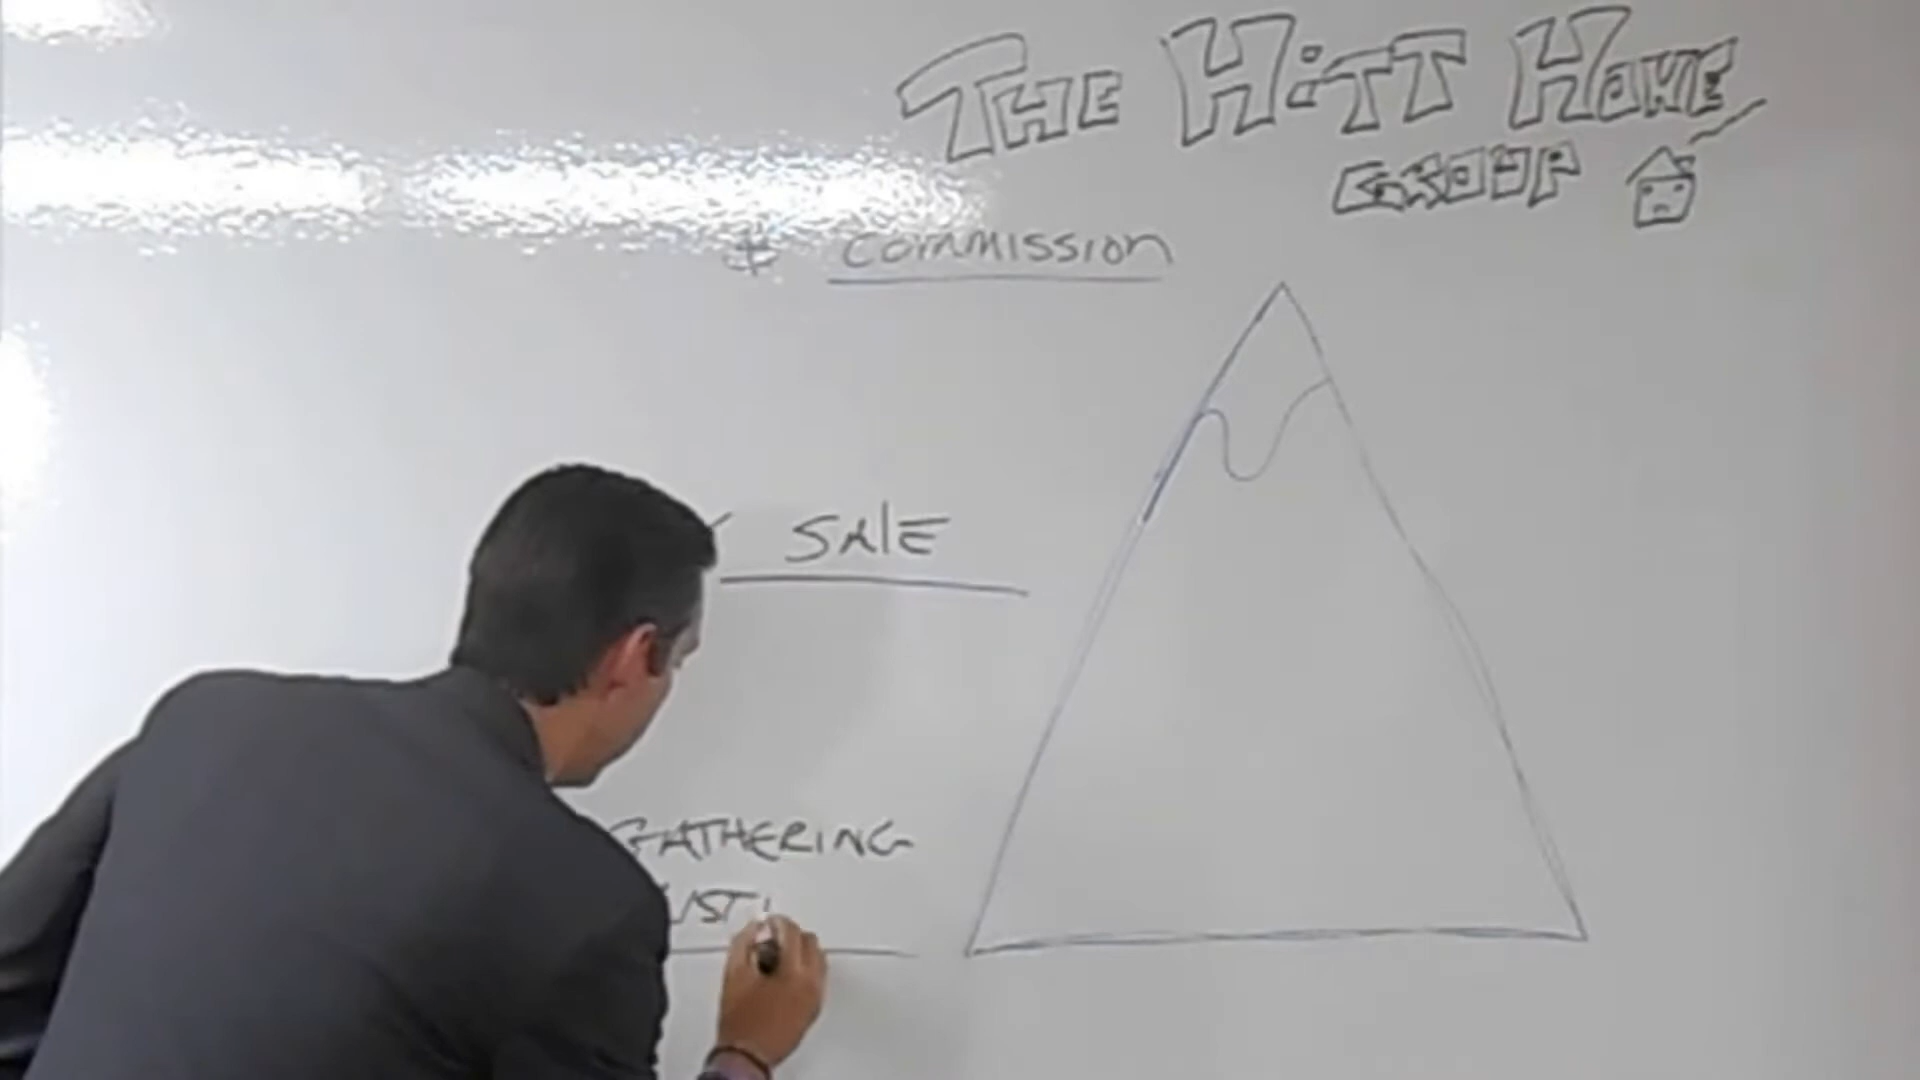 THE HiTT HOME
GROUP
$ COMMISSION
SALE
GATHERING